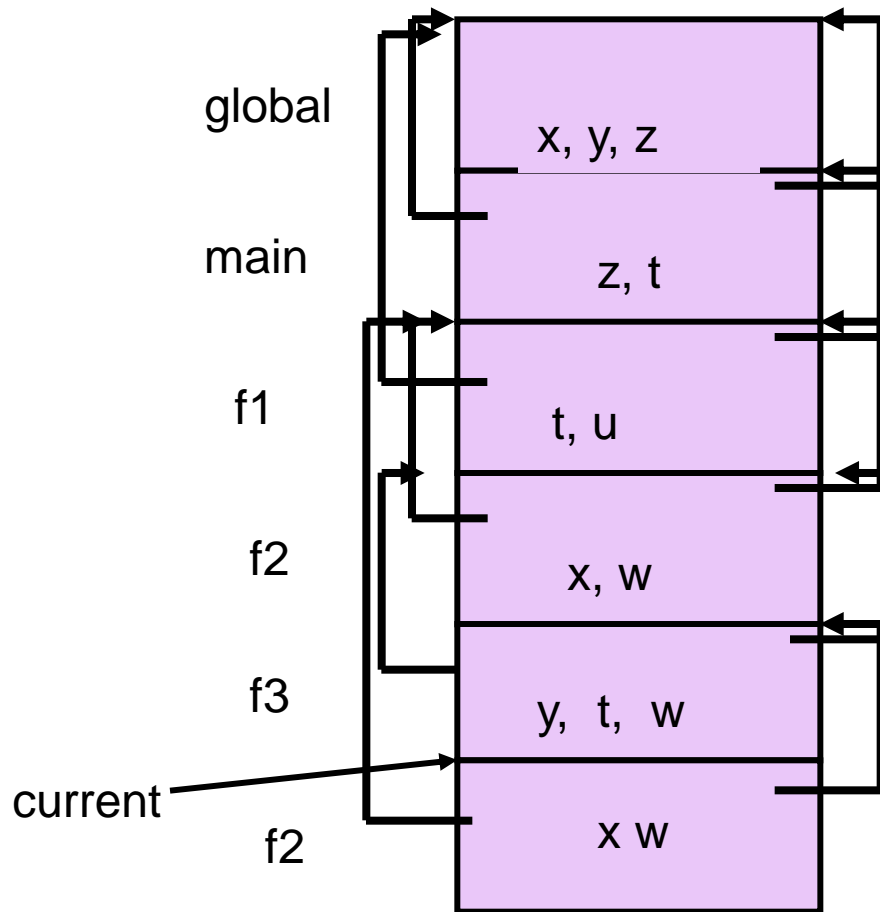 global
x, y, z
main
z, t
f1
t, u
f2
x, w
f3
y, t, w
current
f2
x w